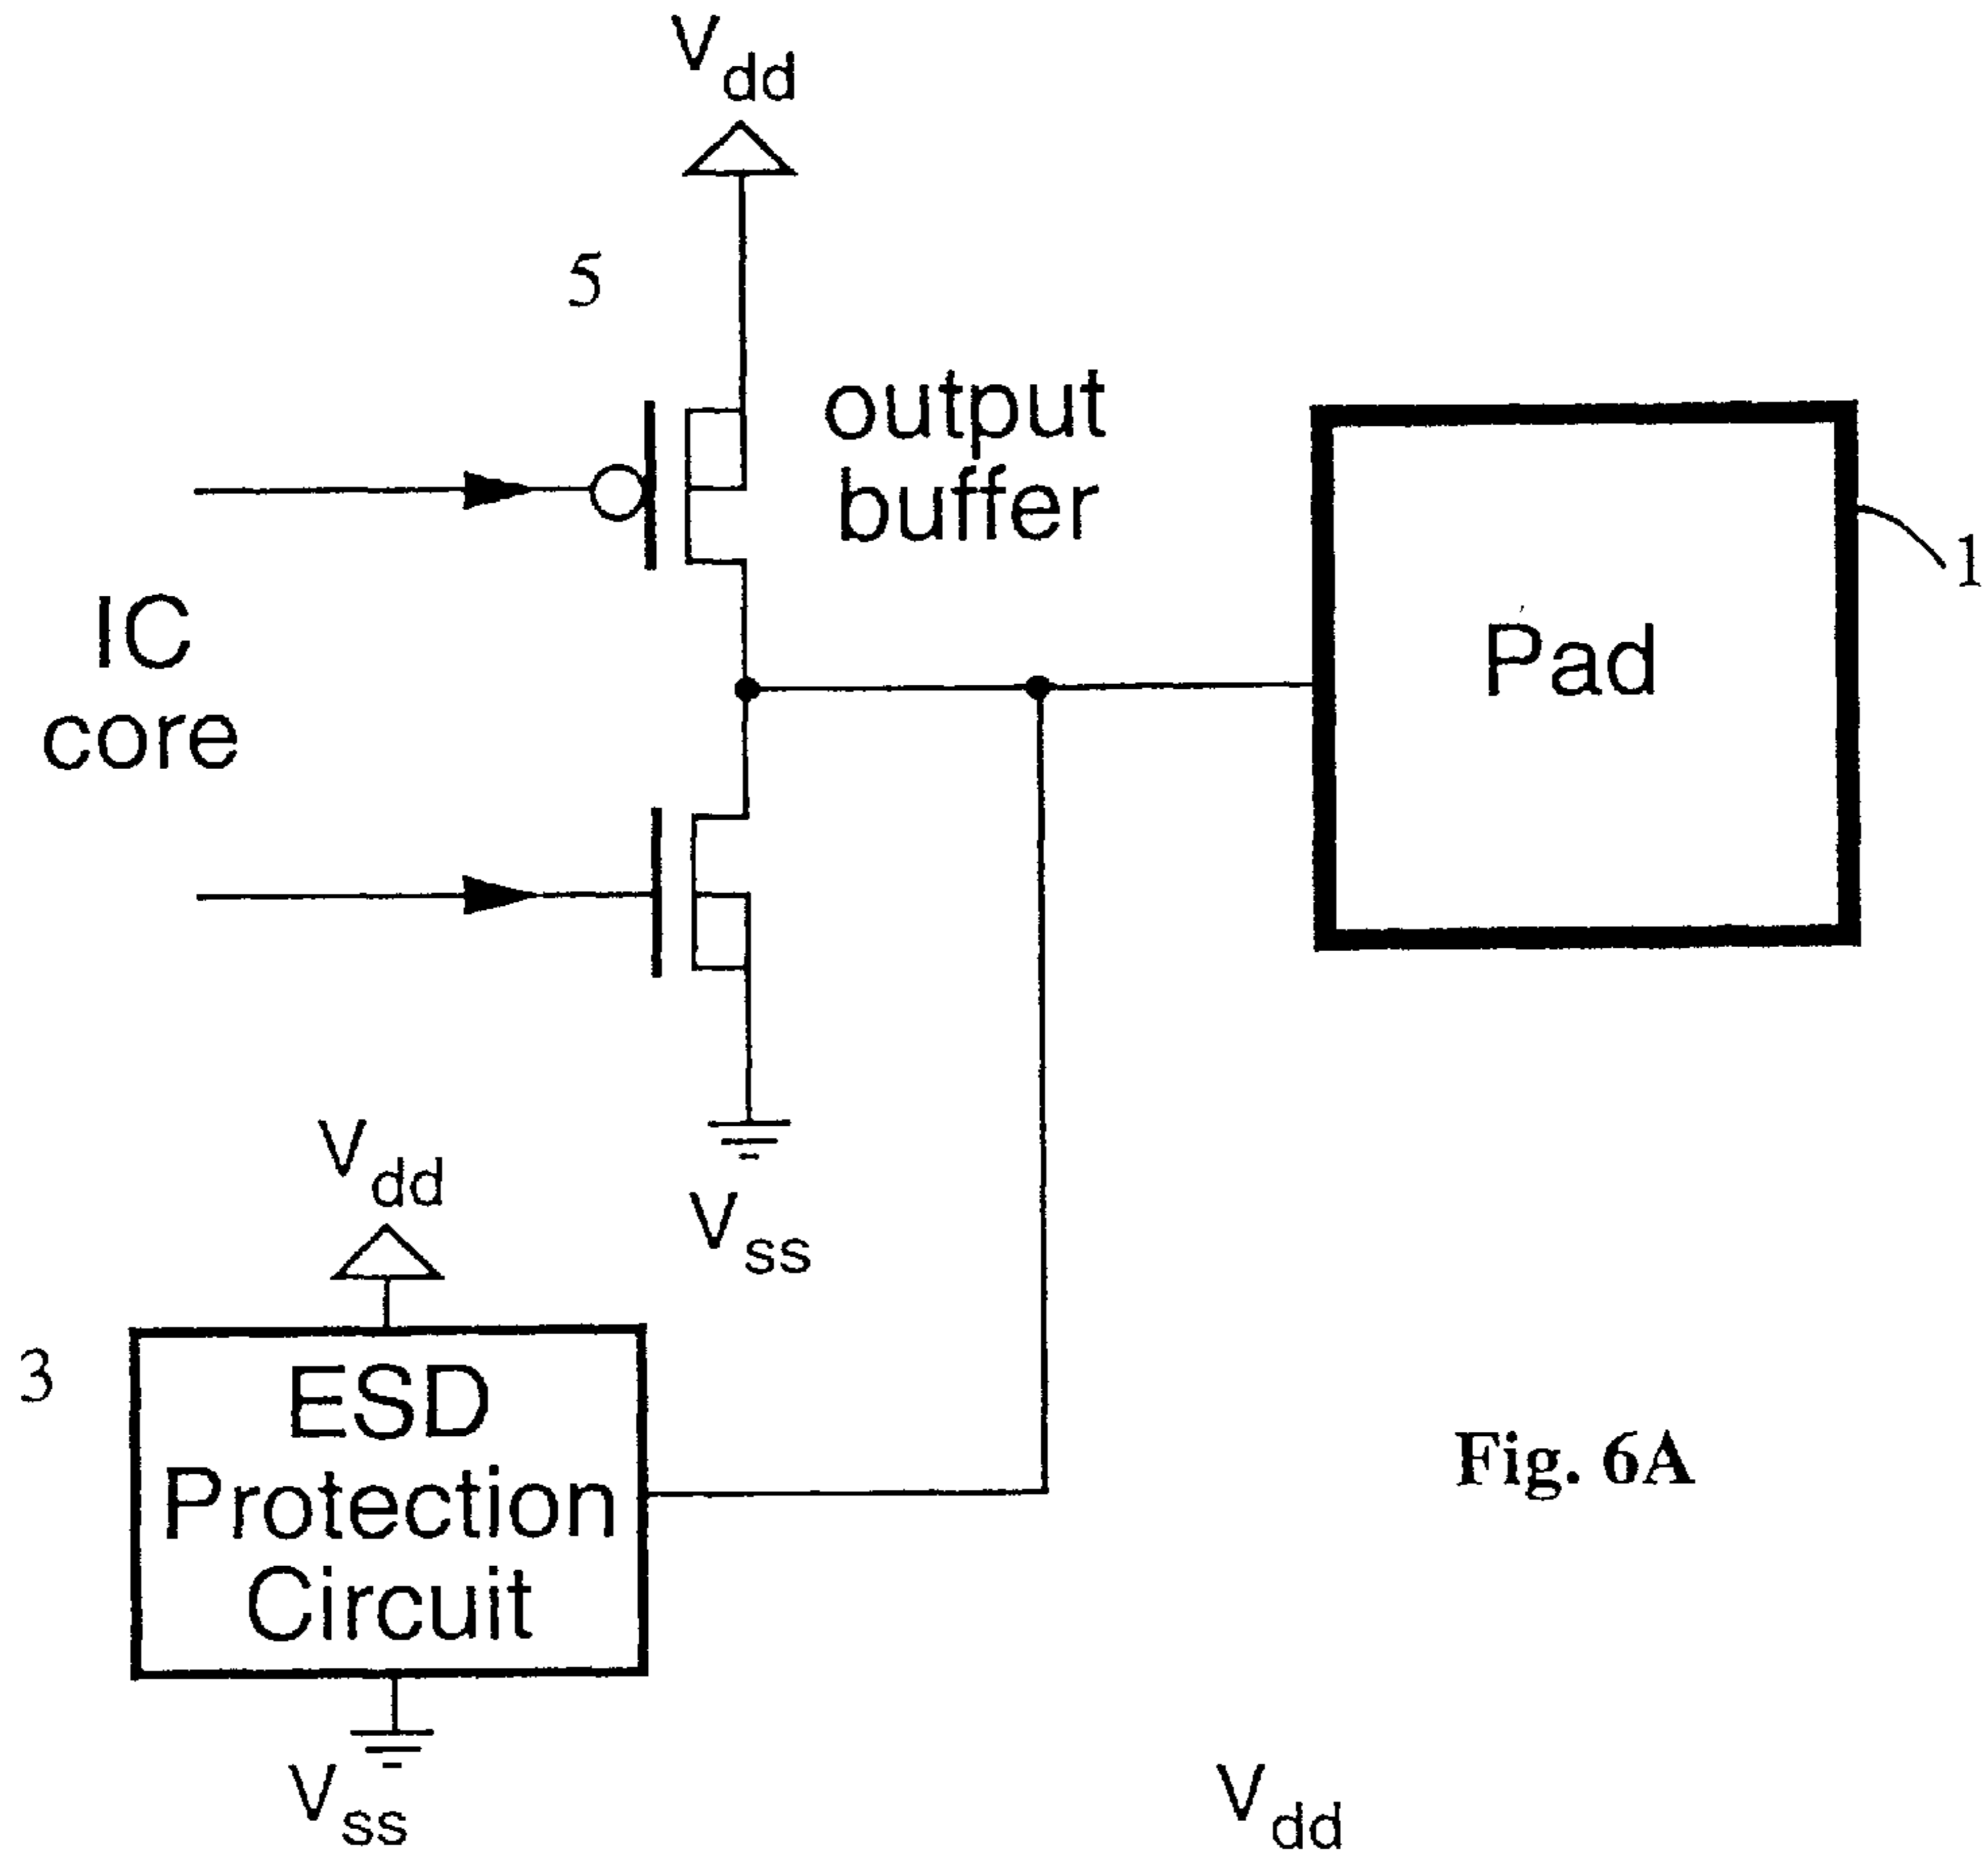 Vdd
5
output
buffer
1
Pad
IC
core
Vdd
Vss
3
ESD
Protection
Circuit
Fig. 6A
Vss
Vdd